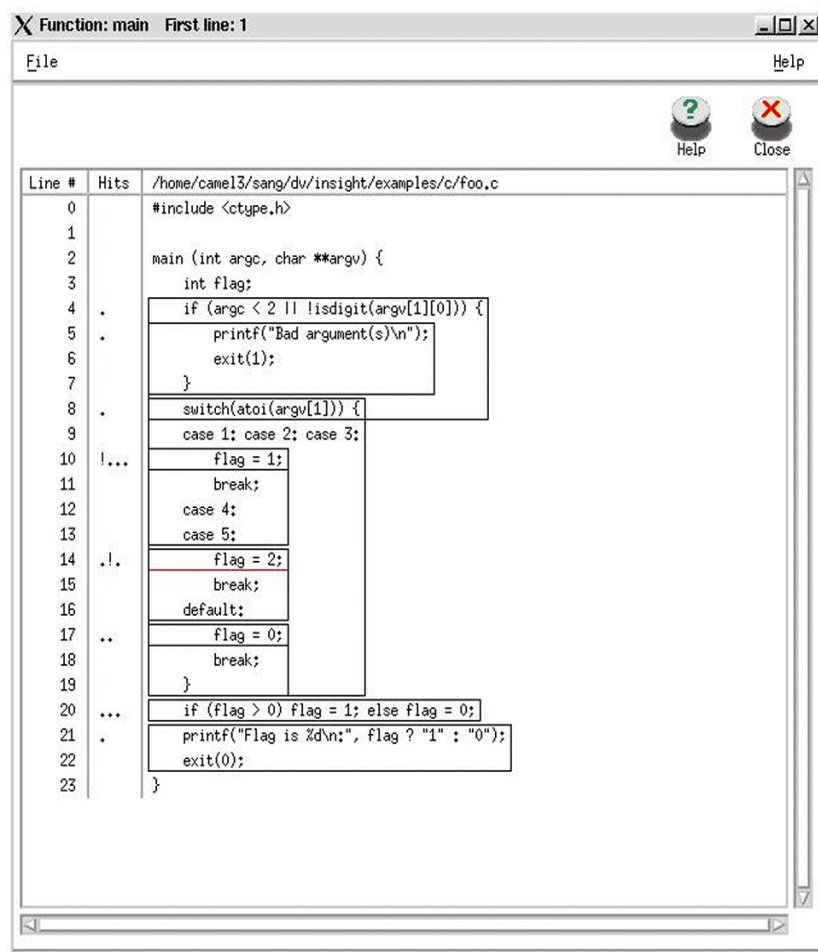 Function: main First line: 1
File Help
Help Close
Line # Hits /home/camel3/sang/dv/insight/examples/c/foo.c
0 #include <ctype.h>
1
2 main (int argc, char **argv) {
3 int flag;
4 . if (argc < 2 || !isdigit(argv[1][0])) {
5 . printf("Bad argument(s)\n");
6 exit(1);
7 }
8 . switch(atoi(argv[1])) {
9 case 1: case 2: case 3:
10 !... flag = 1;
11 break;
12 case 4:
13 case 5:
14 .!. flag = 2;
15 break;
16 default:
17 .. flag = 0;
18 break;
19 }
20 ... if (flag > 0) flag = 1; else flag = 0;
21 . printf("Flag is %d\n:", flag ? "1" : "0");
22 exit(0);
23 }